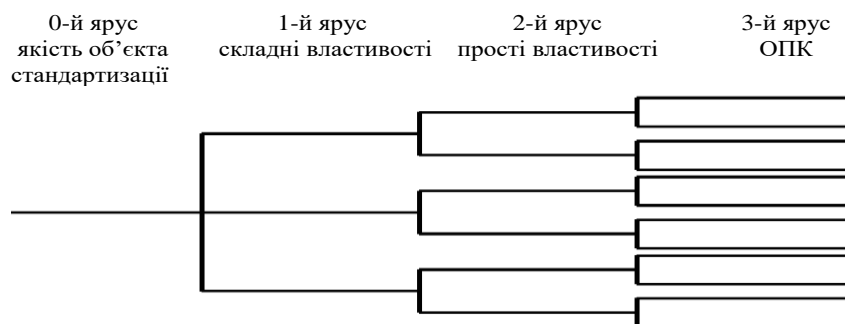 0-й ярус
якість об’єкта
стандартизації
1-й ярус
складні властивості
2-й ярус
прості властивості
3-й ярус
ОПК